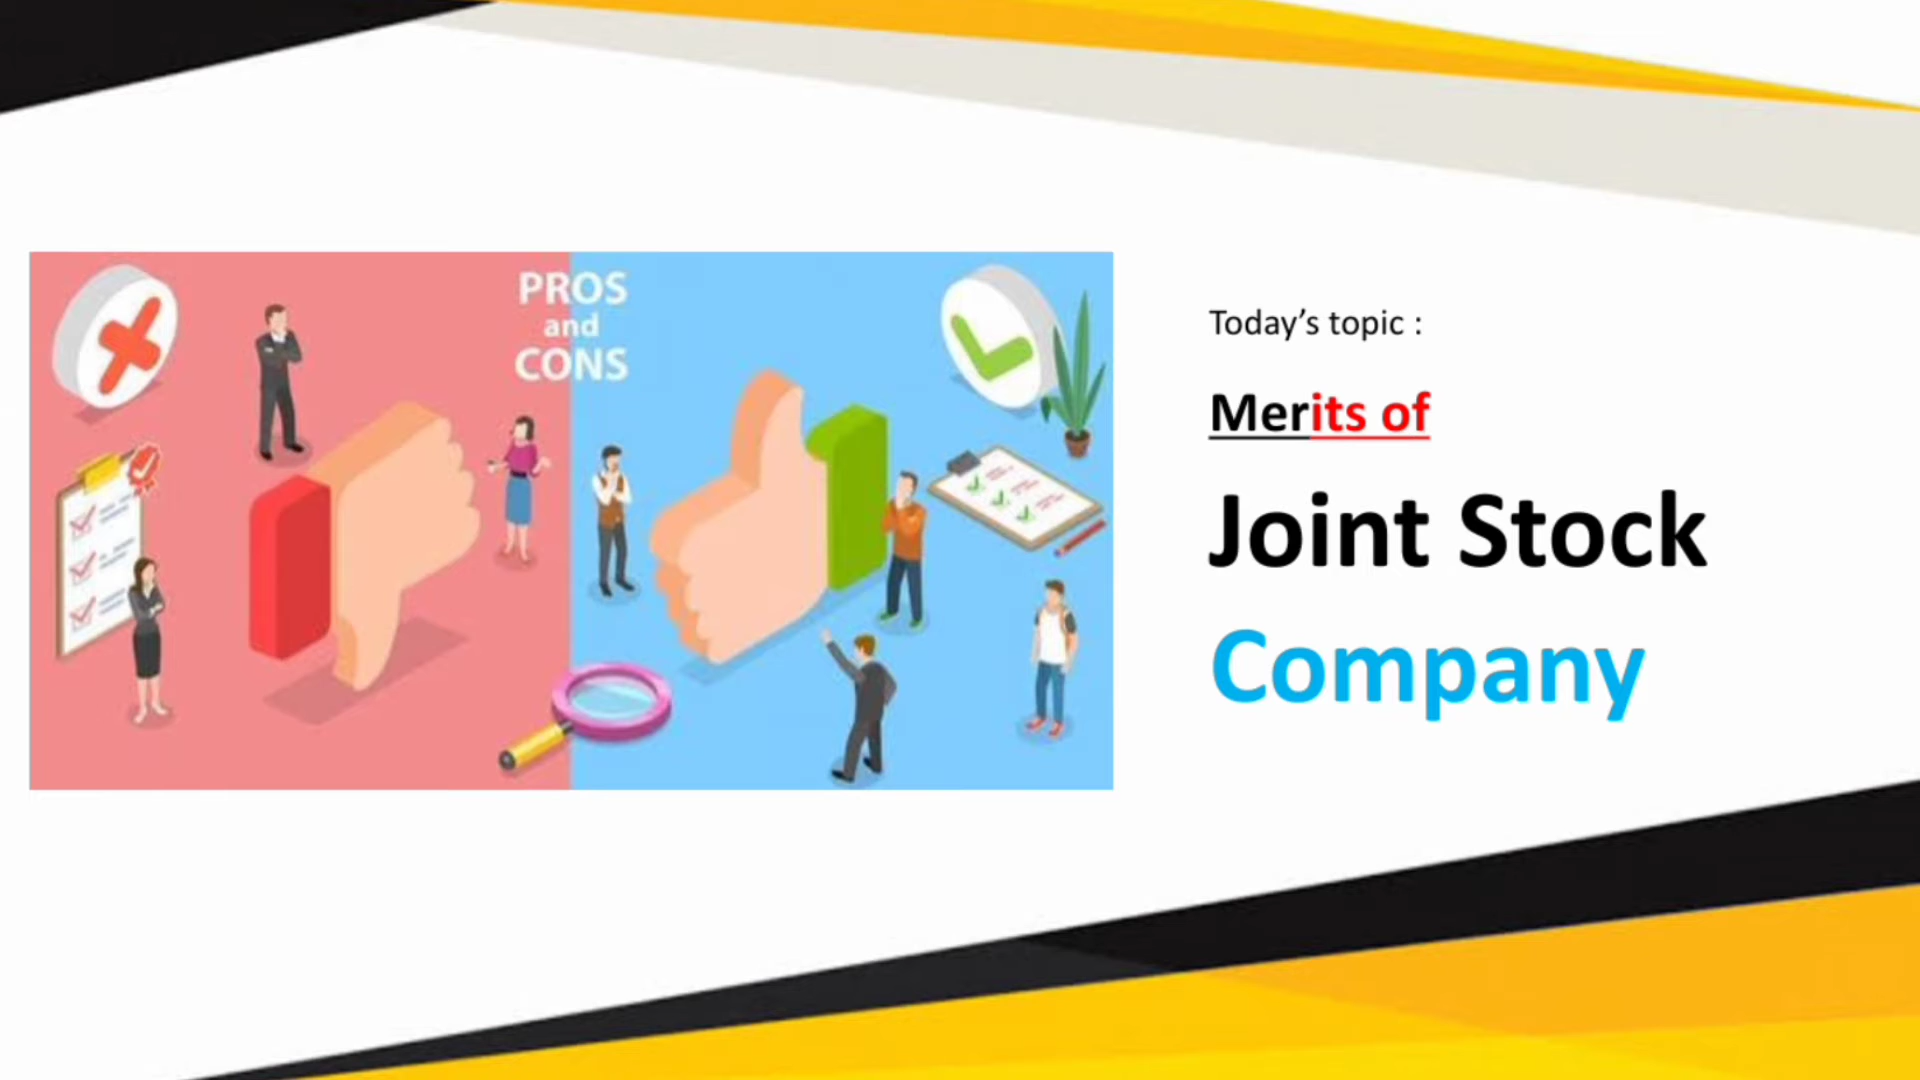 PROS
and
CONS
Today’s topic :
Merits of
Joint Stock
Company